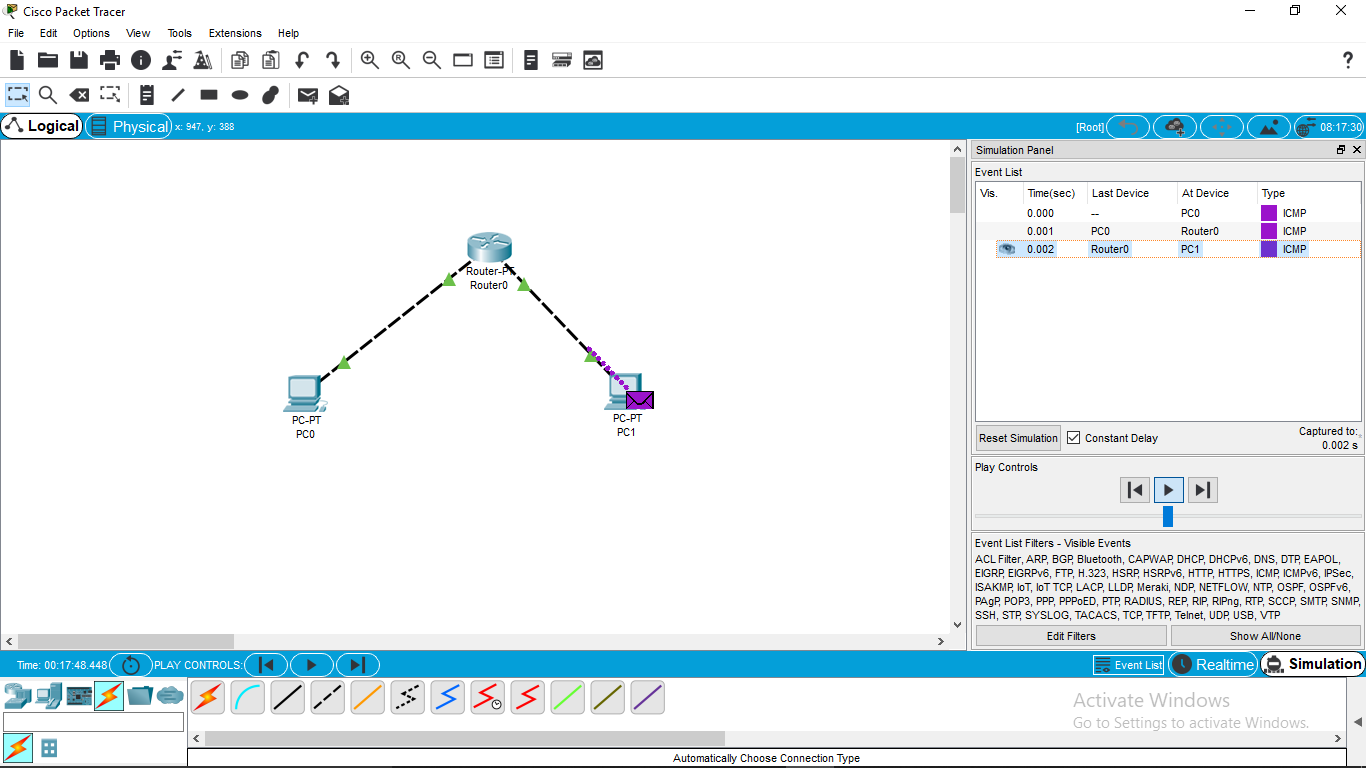 Cisco Packet Tracer
File Edit Options View Tools Extensions Help
?
Logical Physical x: 947, y: 388 [Root] 08:17:30
Simulation Panel
Event List
Vis. Time(sec) Last Device At Device Type
0.000 -- PC0 ICMP
0.001 PC0 Router0 ICMP
0.002 Router0 PC1 ICMP
Router-PT
Router0
PC-PT
PC0
PC-PT
PC1
Reset Simulation Constant Delay Captured to:
0.002 s
Play Controls
Event List Filters - Visible Events
ACL Filter, ARP, BGP, Bluetooth, CAPWAP, DHCP, DHCPv6, DNS, DTP, EAPOL,
EIGRP, EIGRPv6, FTP, H.323, HSRP, HSRPv6, HTTP, HTTPS, ICMP, ICMPv6, IPSec,
ISAKMP, IoT, IoT TCP, LACP, LLDP, Meraki, NDP, NETFLOW, NTP, OSPF, OSPFv6,
PAgP, POP3, PPP, PPPoED, PTP, RADIUS, REP, RIP, RIPng, RTP, SCCP, SMTP, SNMP,
SSH, STP, SYSLOG, TACACS, TCP, TFTP, Telnet, UDP, USB, VTP
Edit Filters Show All/None
Time: 00:17:48.448 PLAY CONTROLS: Event List Realtime Simulation
Activate Windows
Go to Settings to activate Windows.
Automatically Choose Connection Type